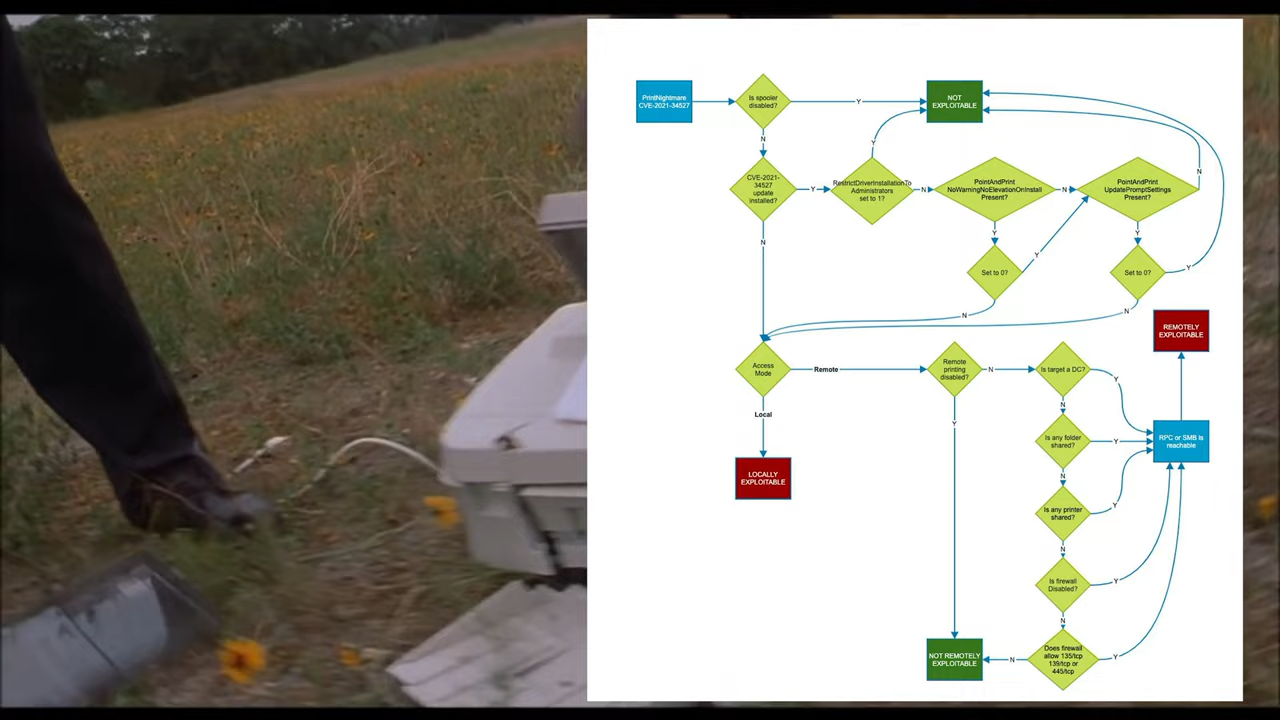 PrintNightmare
CVE-2021-34527
Is spooler
disabled?
Y
NOT
EXPLOITABLE
N
Y
CVE-2021-
34527
update
installed?
Y
RestrictDriverInstallationTo
Administrators
set to 1?
N
PointAndPrint
NoWarningNoElevationOnInstall
Present?
N
PointAndPrint
UpdatePromptSettings
Present?
N
N
Y
Y
Set to 0?
Y
Set to 0?
Y
N
N
REMOTELY
EXPLOITABLE
Access
Mode
Remote
Remote
printing
disabled?
N
Is target a DC?
Y
Local
Y
N
Is any folder
shared?
Y
RPC or SMB is
reachable
LOCALLY
EXPLOITABLE
N
Is any printer
shared?
Y
N
Is firewall
Disabled?
Y
N
NOT REMOTELY
EXPLOITABLE
N
Does firewall
allow 135/tcp
139/tcp or
445/tcp
Y